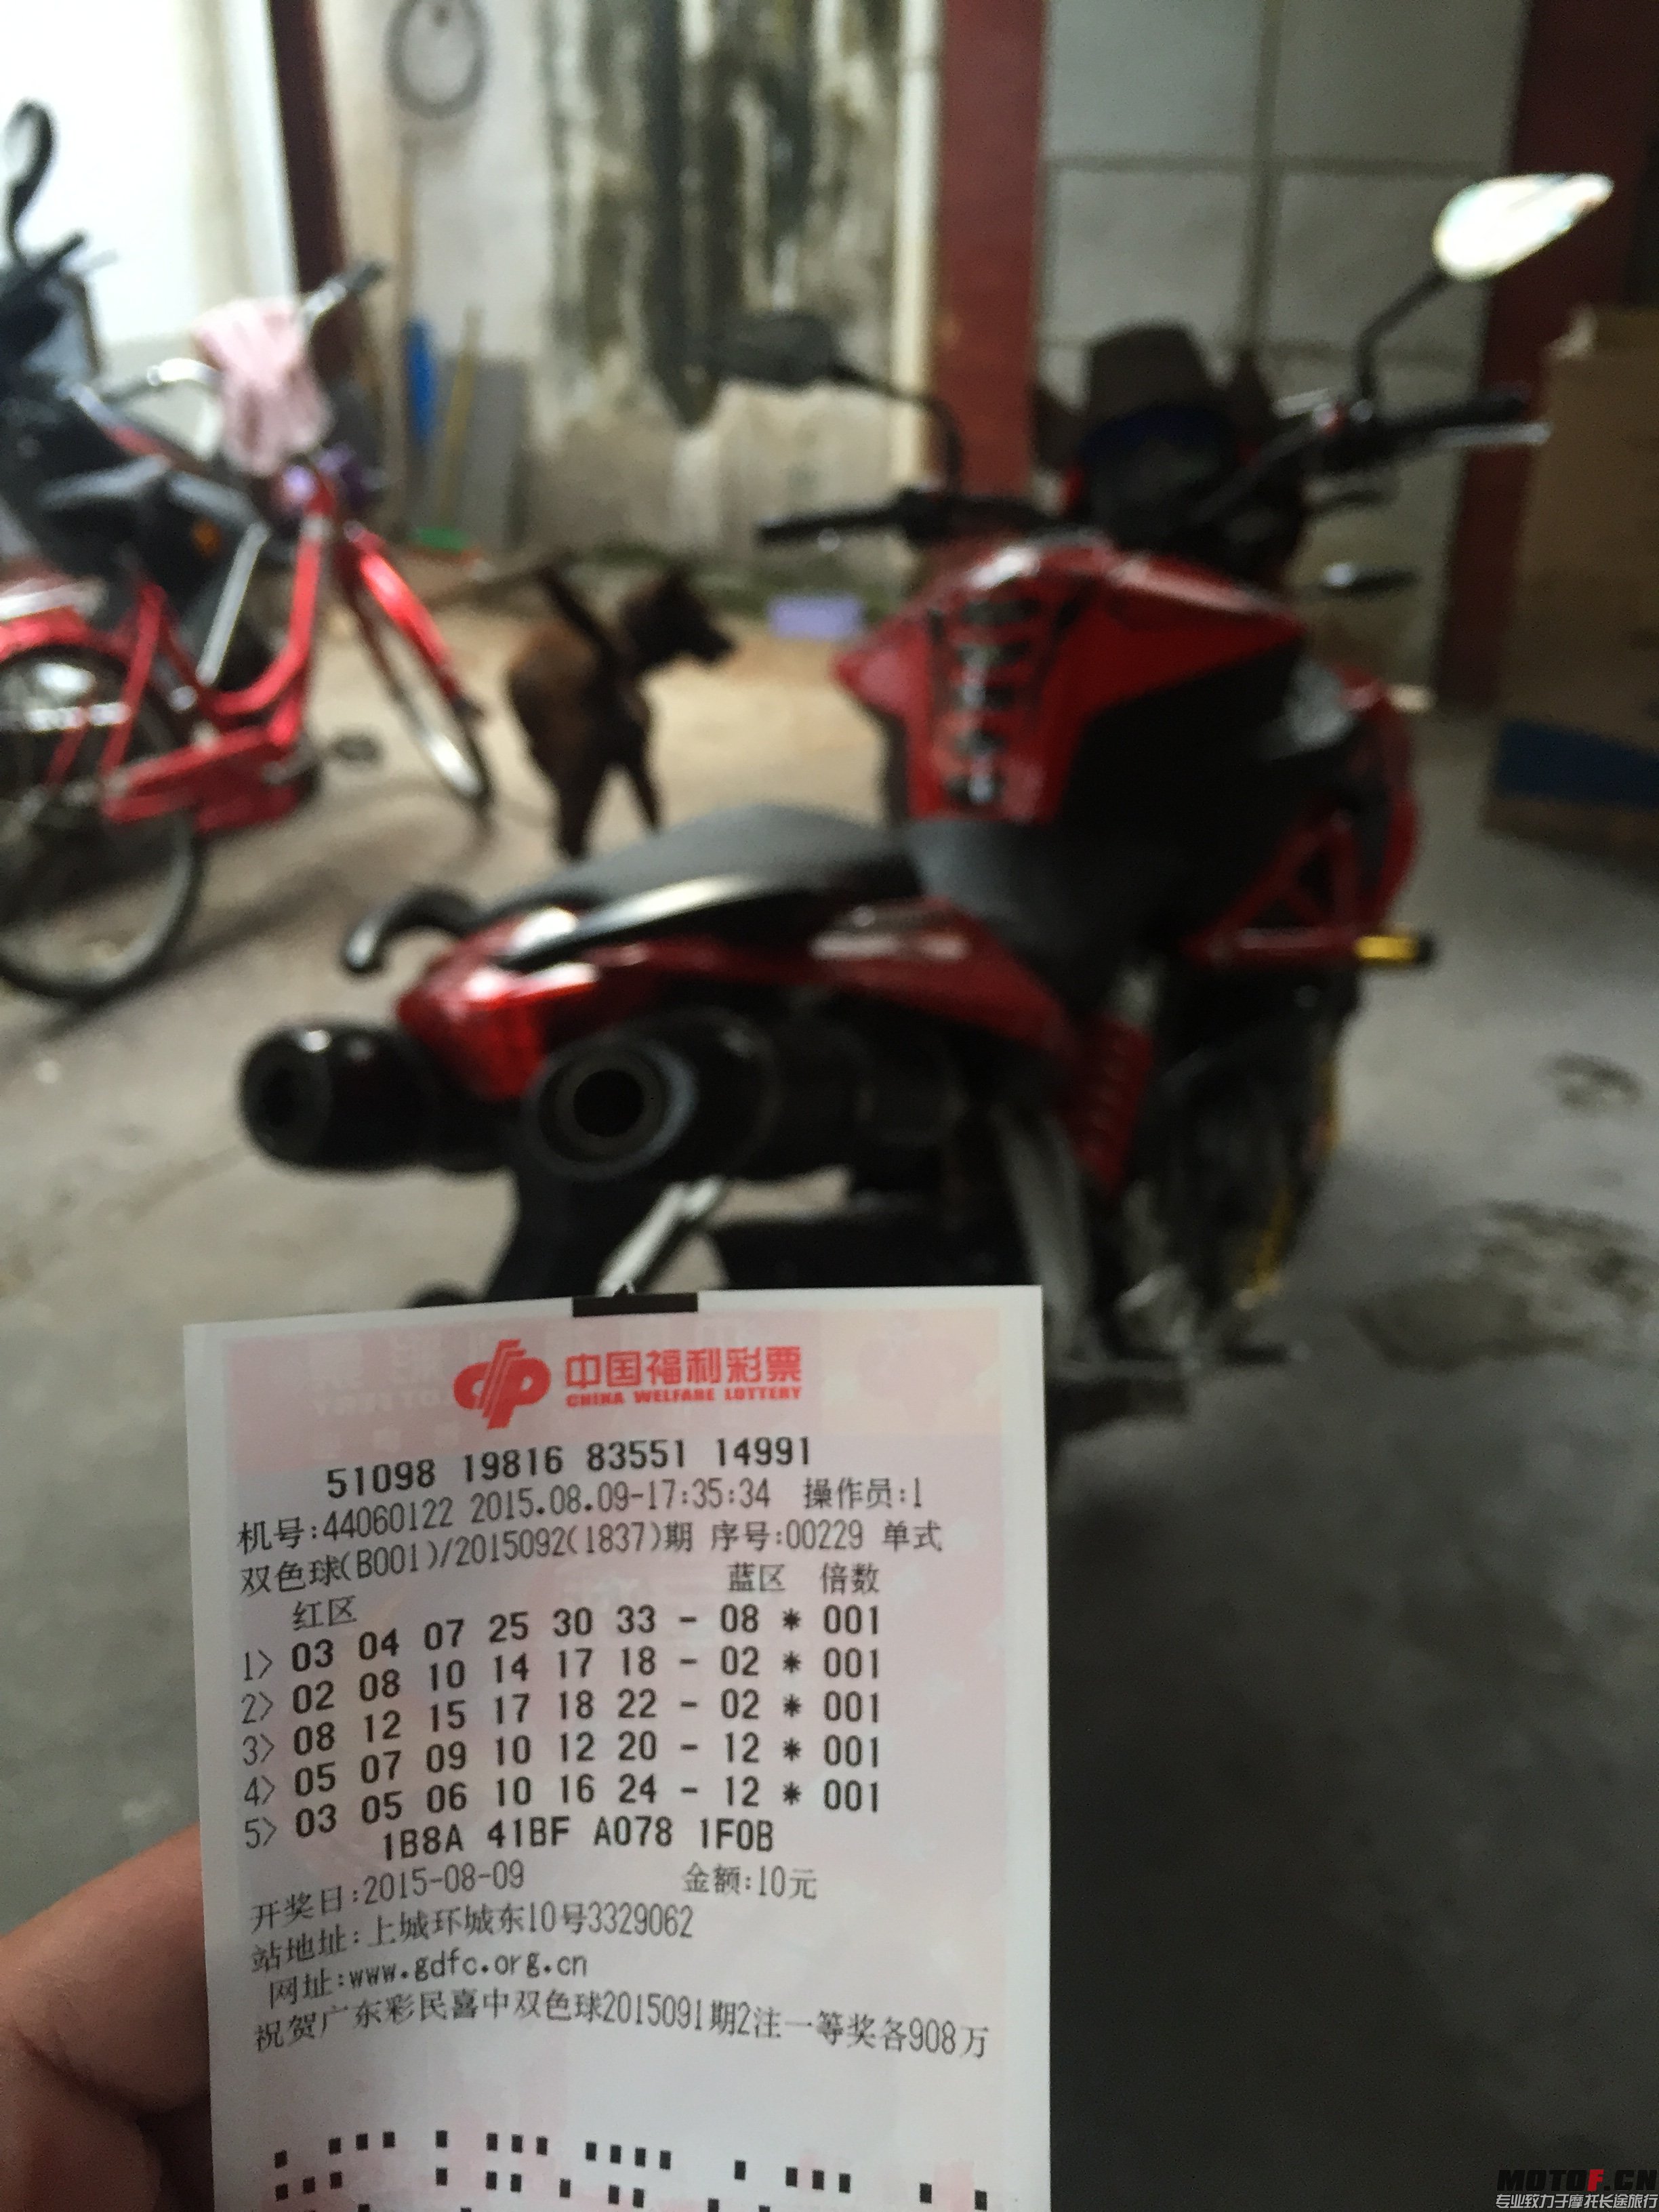 中国福利彩票
CHINA WELFARE LOTTERY
51098 19816 83551 14991
机号:44060122 2015.08.09-17:35:34 操作员:1
双色球(B001)/2015092(1837)期 序号:00229 单式
红区 蓝区 倍数
1> 03 04 07 25 30 33 - 08 * 001
2> 02 08 10 14 17 18 - 02 * 001
3> 08 12 15 17 18 22 - 02 * 001
4> 05 07 09 10 12 20 - 12 * 001
5> 03 05 06 10 16 24 - 12 * 001
1B8A 41BF A078 1F0B
开奖日:2015-08-09 金额:10元
站地址:上城环城东10号3329062
网址:www.gdfc.org.cn
祝贺广东彩民喜中双色球2015091期2注一等奖各908万
MOTOF.CN
专业致力于摩托长途旅行